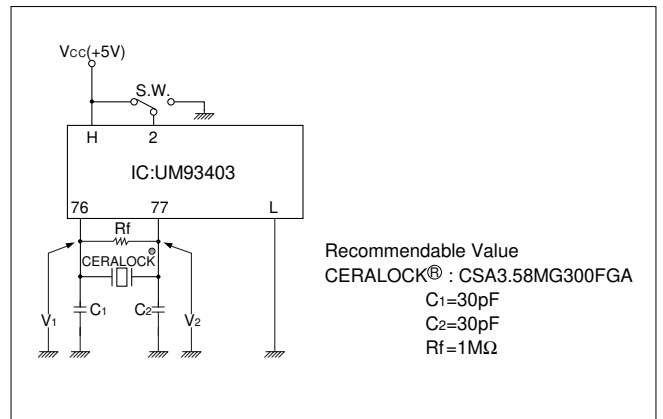 Vcc(+5V)
S.W.
H 2
IC:UM93403
76 77 L
Rf
CERALOCK®
V1 C1 C2 V2
Recommendable Value
CERALOCK® : CSA3.58MG300FGA
C1=30pF
C2=30pF
Rf=1MΩ